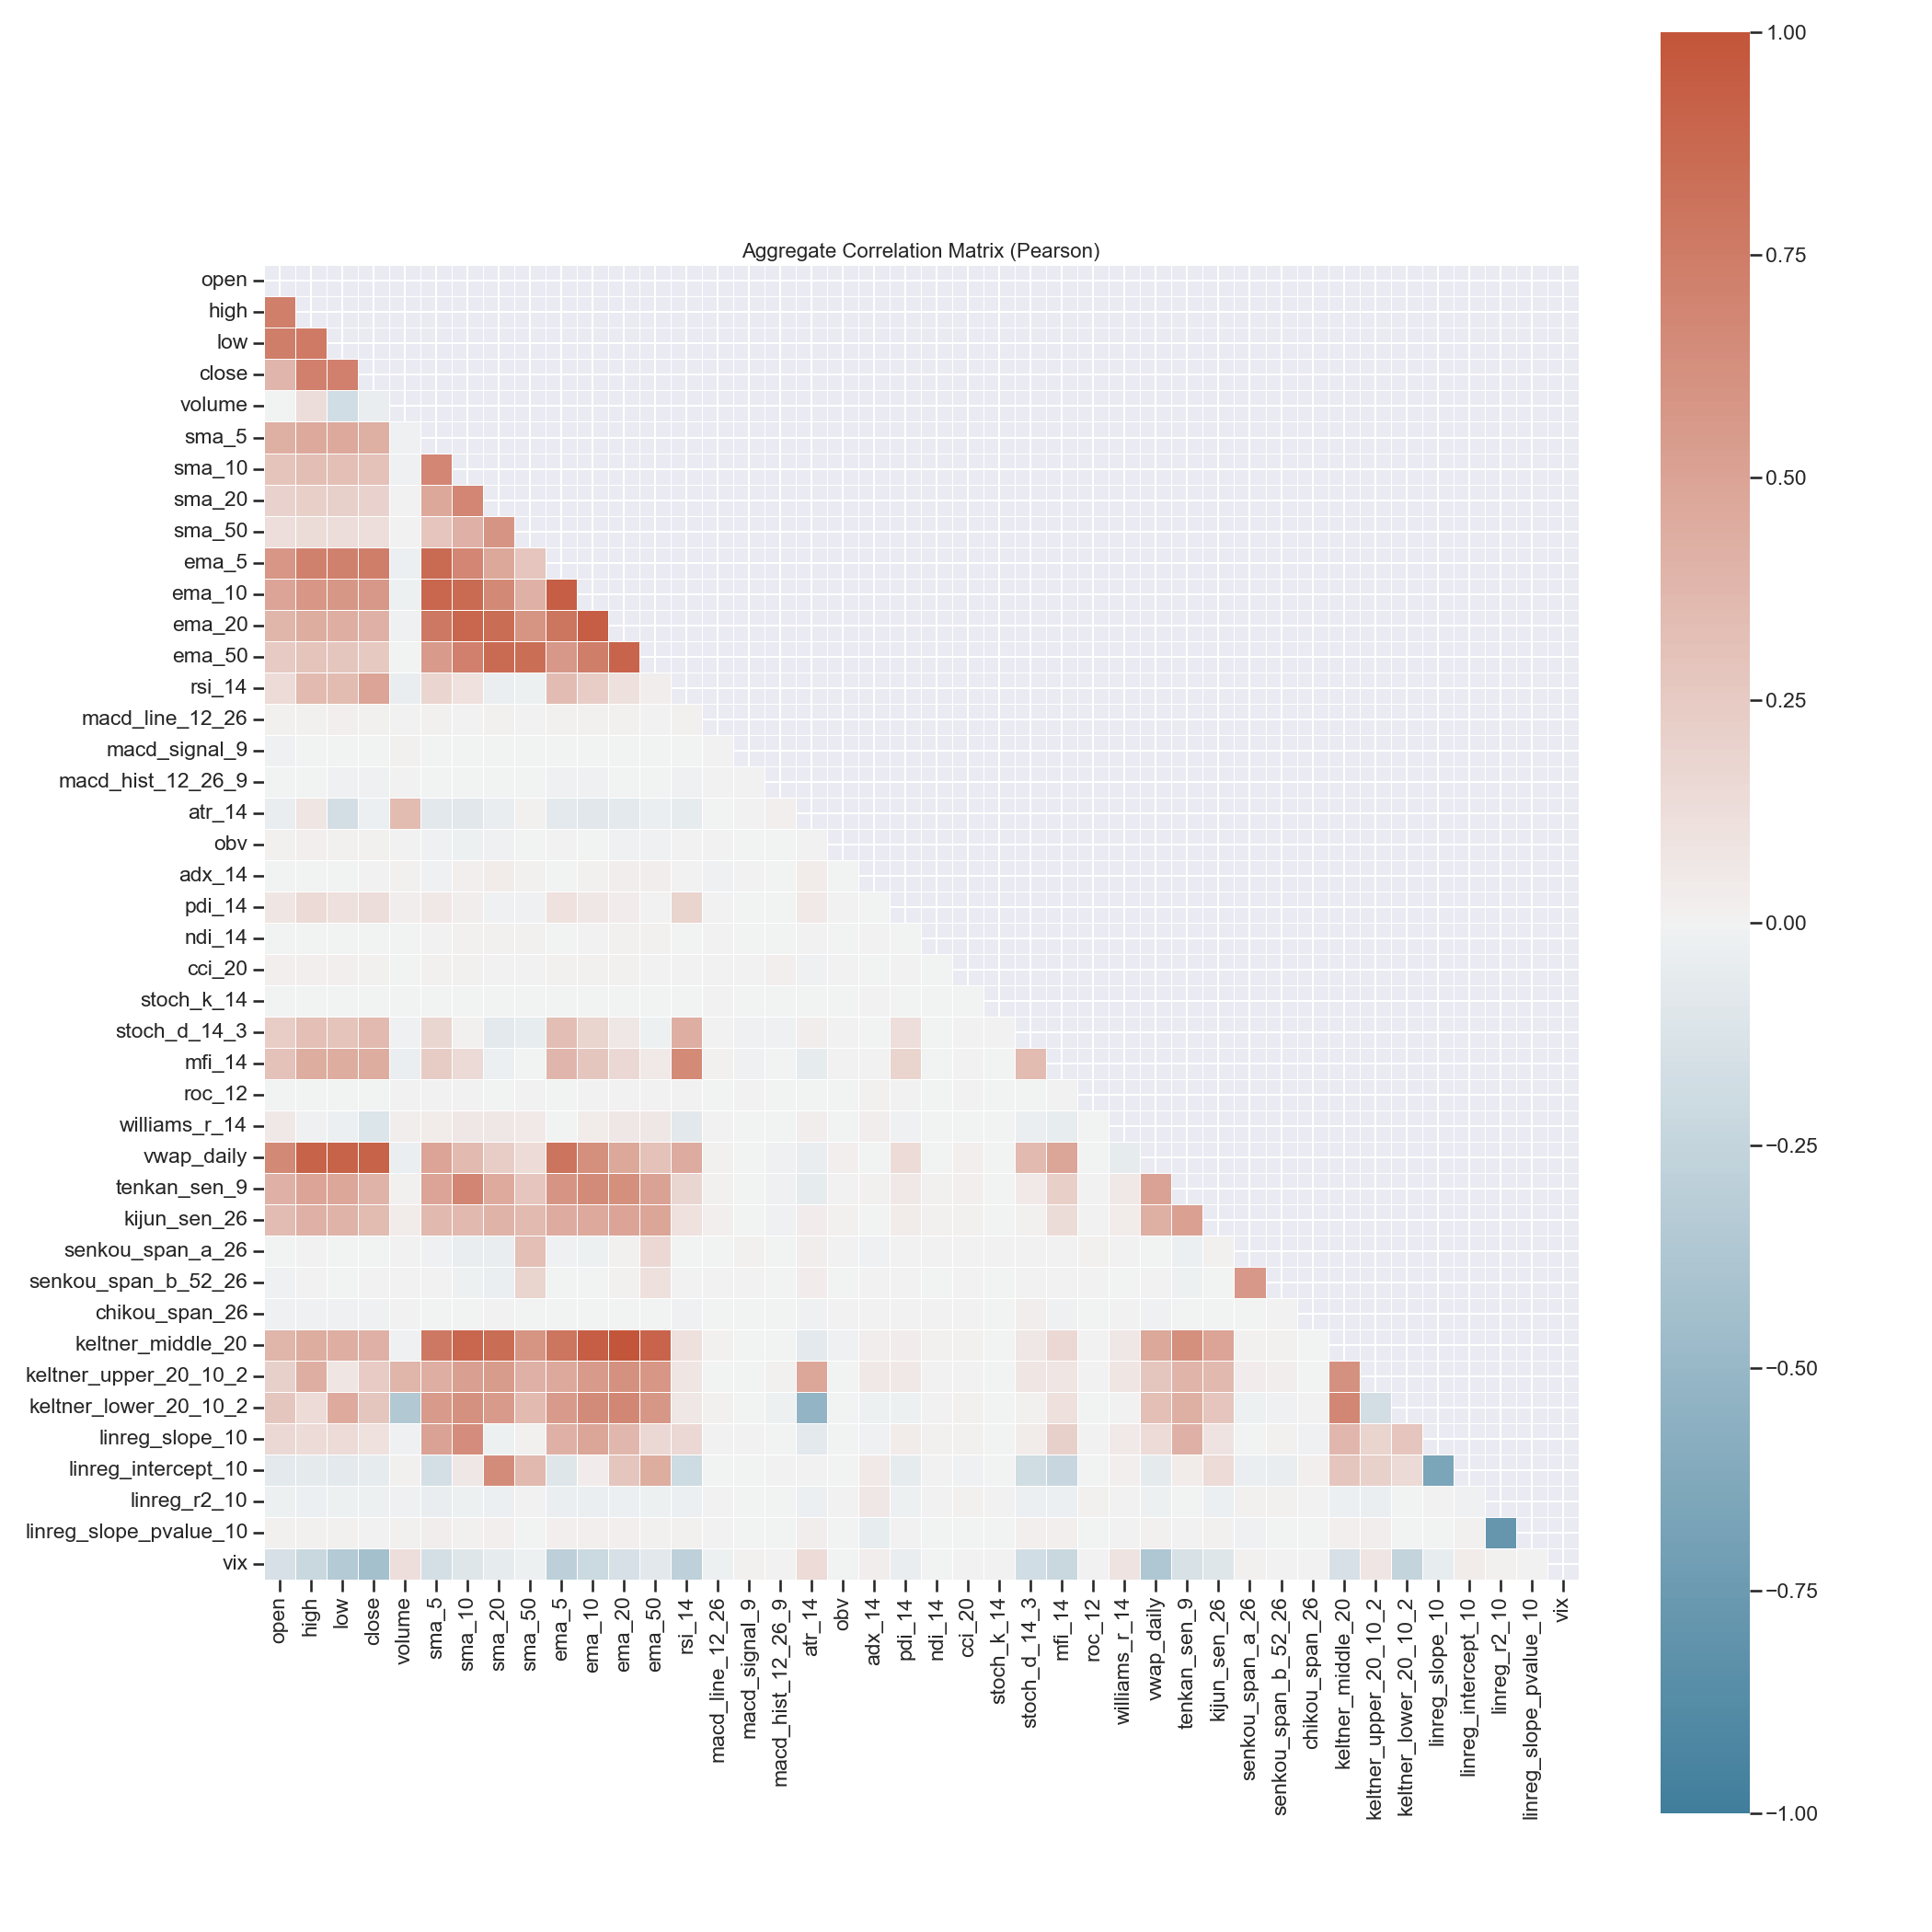 Aggregate Correlation Matrix (Pearson)
open
high
low
close
volume
sma_5
sma_10
sma_20
sma_50
ema_5
ema_10
ema_20
ema_50
rsi_14
macd_line_12_26
macd_signal_9
macd_hist_12_26_9
atr_14
obv
adx_14
pdi_14
ndi_14
cci_20
stoch_k_14
stoch_d_14_3
mfi_14
roc_12
williams_r_14
vwap_daily
tenkan_sen_9
kijun_sen_26
senkou_span_a_26
senkou_span_b_52_26
chikou_span_26
keltner_middle_20
keltner_upper_20_10_2
keltner_lower_20_10_2
linreg_slope_10
linreg_intercept_10
linreg_r2_10
linreg_slope_pvalue_10
vix
open
high
low
close
volume
sma_5
sma_10
sma_20
sma_50
ema_5
ema_10
ema_20
ema_50
rsi_14
macd_line_12_26
macd_signal_9
macd_hist_12_26_9
atr_14
obv
adx_14
pdi_14
ndi_14
cci_20
stoch_k_14
stoch_d_14_3
mfi_14
roc_12
williams_r_14
vwap_daily
tenkan_sen_9
kijun_sen_26
senkou_span_a_26
senkou_span_b_52_26
chikou_span_26
keltner_middle_20
keltner_upper_20_10_2
keltner_lower_20_10_2
linreg_slope_10
linreg_intercept_10
linreg_r2_10
linreg_slope_pvalue_10
vix
1.00
0.75
0.50
0.25
0.00
−0.25
−0.50
−0.75
−1.00